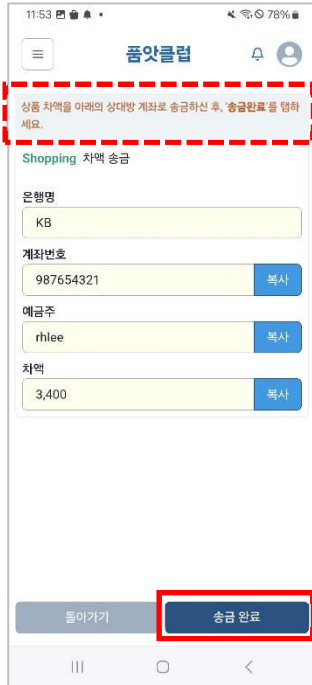 11:53
78%
품앗클럽
상품 차액을 아래의 상대방 계좌로 송금하신 후, '송금완료'를 탭하
세요.
Shopping 차액 송금
은행명
KB
계좌번호
987654321 복사
예금주
rhlee 복사
차액
3,400 복사
돌아가기 송금 완료